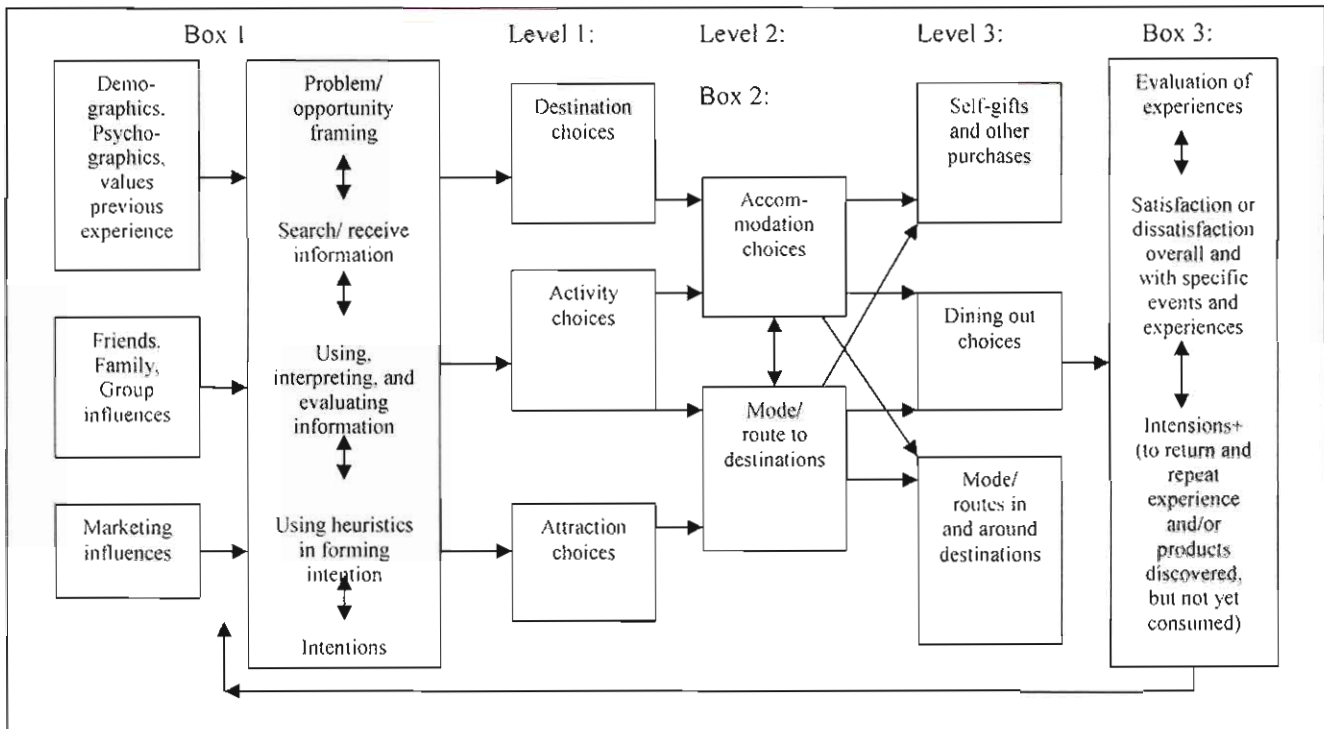 Box 1
Level 1:
Level 2:
Level 3:
Box 3:
Box 2:
Demo-
graphics.
Psycho-
graphics,
values
previous
experience
Friends.
Family,
Group
influences
Marketing
influences
Problem/
opportunity
framing
Search/ receive
information
Using,
interpreting, and
evaluating
information
Using heuristics
in forming
intention
Intentions
Destination
choices
Activity
choices
Attraction
choices
Accom-
modation
choices
Mode/
route to
destinations
Self-gifts
and other
purchases
Dining out
choices
Mode/
routes in
and around
destinations
Evaluation of
experiences
Satisfaction or
dissatisfaction
overall and
with specific
events and
experiences
Intensions+
(to return and
repeat
experience
and/or
products
discovered,
but not yet
consumed)